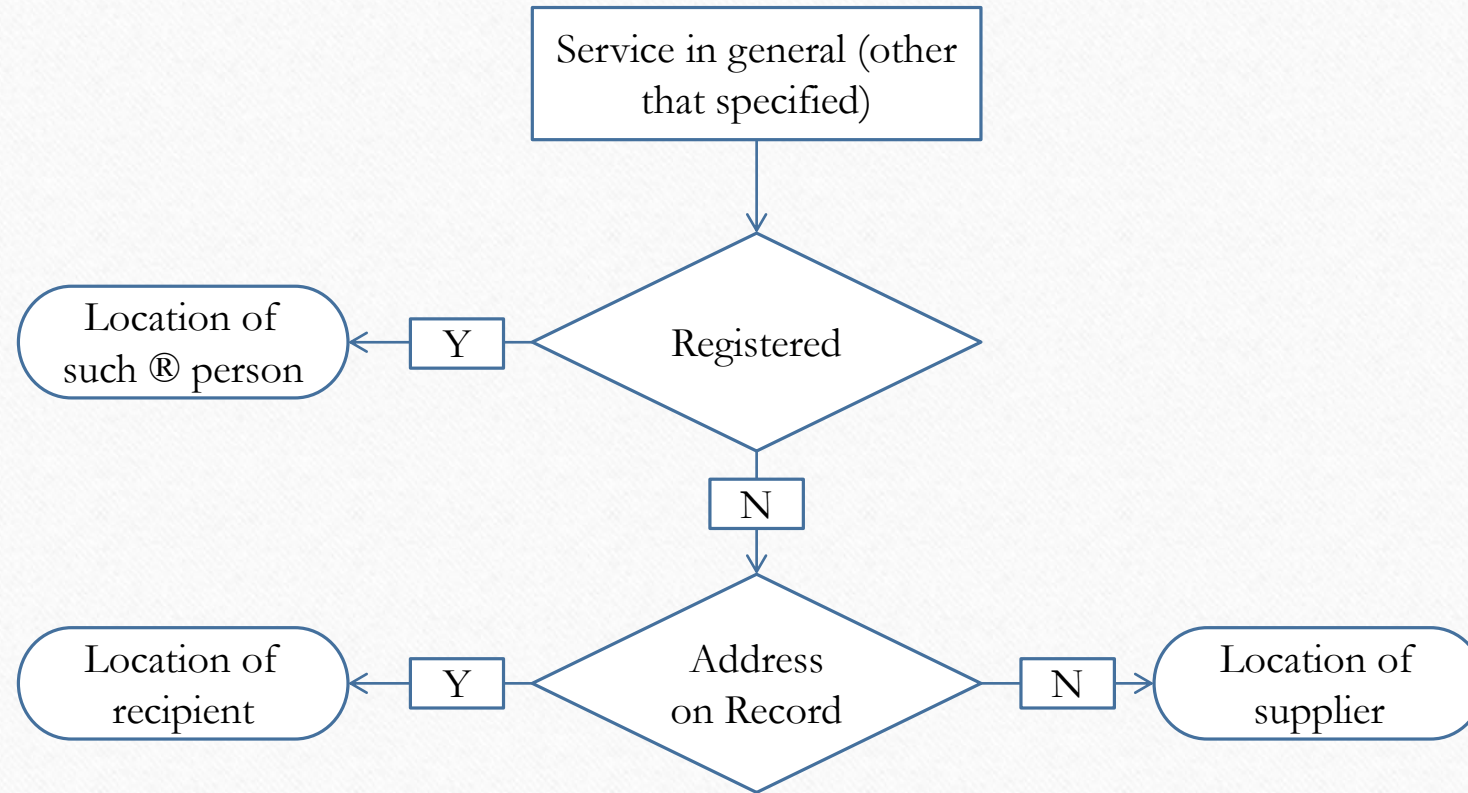 Service in general (other
that specified)
Registered
Y
Location of
such ® person
N
Address
on Record
Y
Location of
recipient
N
Location of
supplier